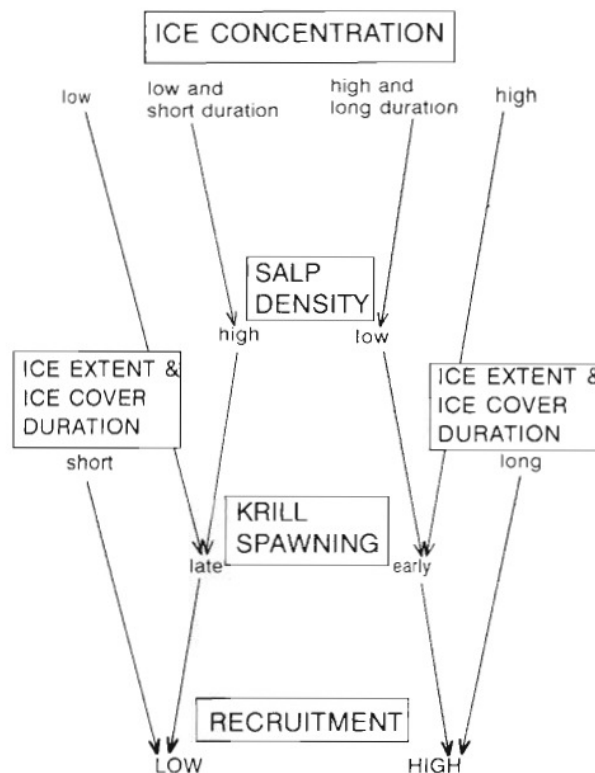 ICE CONCENTRATION
low
low and
short duration
high and
long duration
high
SALP
DENSITY
high
low
ICE EXTENT &
ICE COVER
DURATION
short
ICE EXTENT &
ICE COVER
DURATION
long
KRILL
SPAWNING
late
early
RECRUITMENT
LOW
HIGH